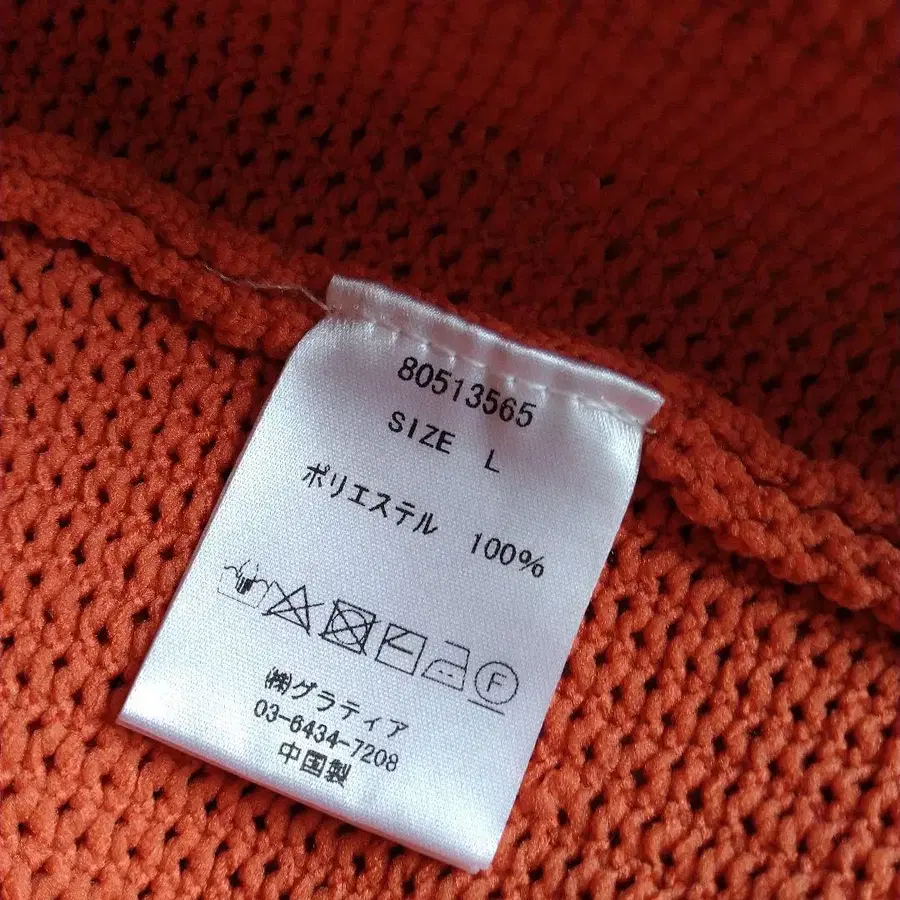 80513565
SIZE L
ポリエステル 100%
F
㈱グラティア
03-6434-7208
中国製